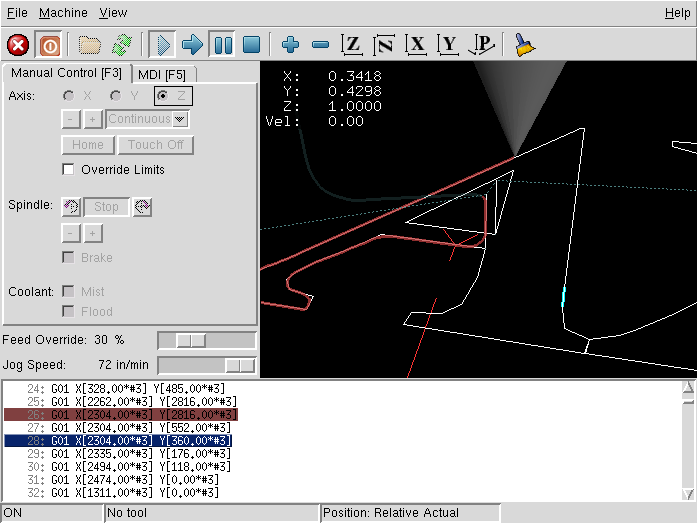 File Machine Help
Z N X Y P
Manual Control [F3] MDI [F5]
Axis: X Y Z
- + Continuous
Home Touch Off
Override Limits
Spindle: Stop
- +
Brake
Coolant: Mist
Flood
Feed Override: 30 %
Jog Speed: 72 in/min
X: 0.3418
Y: 0.4298
Z: 1.0000
Vel: 0.00
24: G01 X[328.00*#3] Y[485.00*#3]
25: G01 X[2262.00*#3] Y[2816.00*#3]
26: G01 X[2304.00*#3] Y[2816.00*#3]
27: G01 X[2304.00*#3] Y[552.00*#3]
28: G01 X[2304.00*#3] Y[360.00*#3]
29: G01 X[2335.00*#3] Y[176.00*#3]
30: G01 X[2494.00*#3] Y[118.00*#3]
31: G01 X[2474.00*#3] Y[0.00*#3]
32: G01 X[1311.00*#3] Y[0.00*#3]
ON No tool Position: Relative Actual